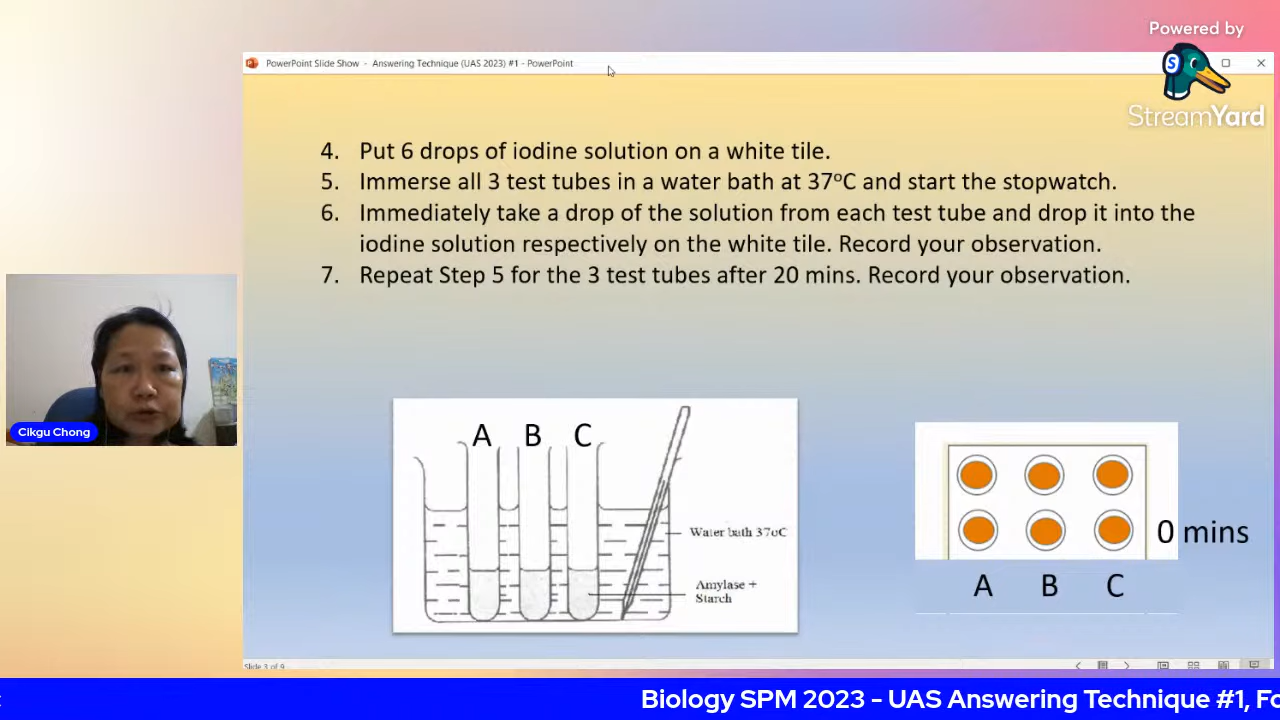 Powered by
StreamYard
PowerPoint Slide Show - Answering Technique (UAS 2023) #1 - PowerPoint
4. Put 6 drops of iodine solution on a white tile.
5. Immerse all 3 test tubes in a water bath at 37°C and start the stopwatch.
6. Immediately take a drop of the solution from each test tube and drop it into the
iodine solution respectively on the white tile. Record your observation.
7. Repeat Step 5 for the 3 test tubes after 20 mins. Record your observation.
A B C
Water bath 37oC
Amylase +
Starch
0 mins
A B C
Cikgu Chong
Slide 3 of 9
Biology SPM 2023 - UAS Answering Technique #1, Fo